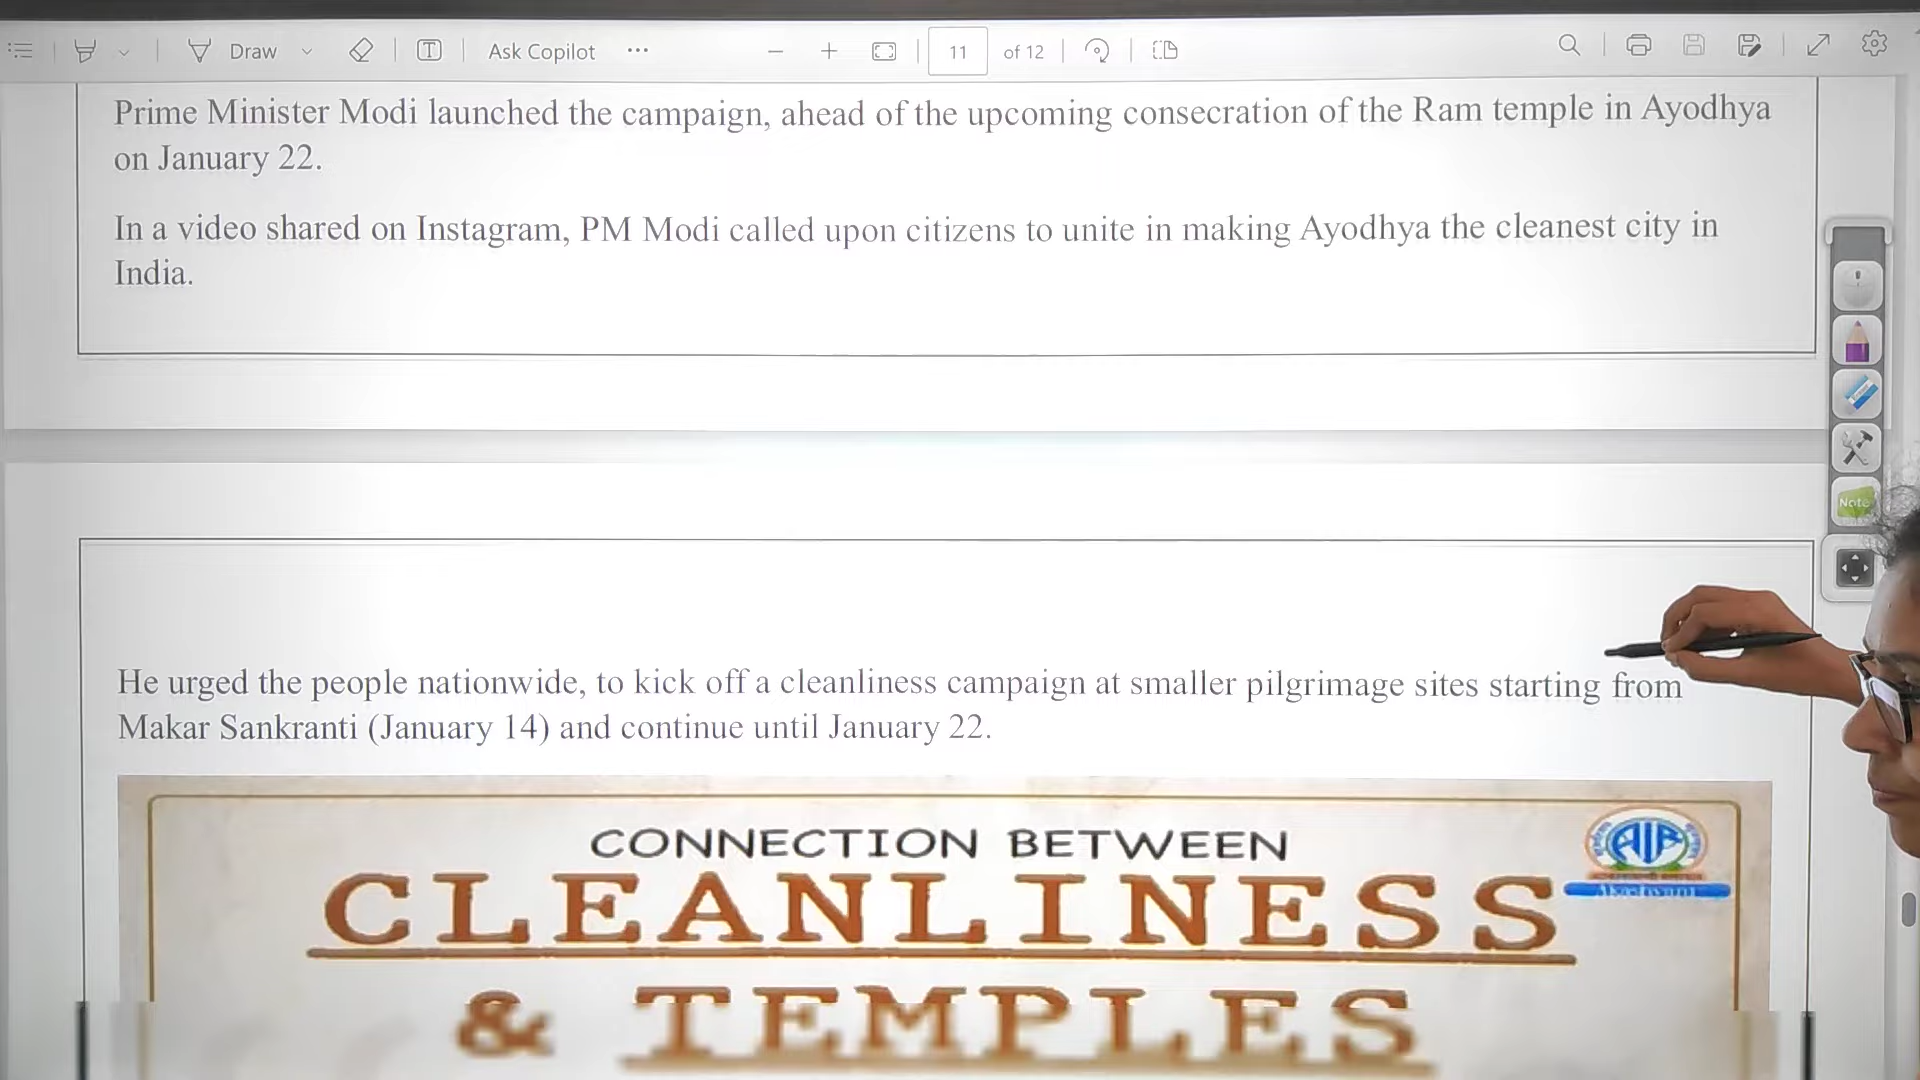 Draw
Ask Copilot
11
of 12
Prime Minister Modi launched the campaign, ahead of the upcoming consecration of the Ram temple in Ayodhya
on January 22.
In a video shared on Instagram, PM Modi called upon citizens to unite in making Ayodhya the cleanest city in
India.
Note
He urged the people nationwide, to kick off a cleanliness campaign at smaller pilgrimage sites starting from
Makar Sankranti (January 14) and continue until January 22.
CONNECTION BETWEEN
AIR
Akashvani
CLEANLINESS
& TEMPLES